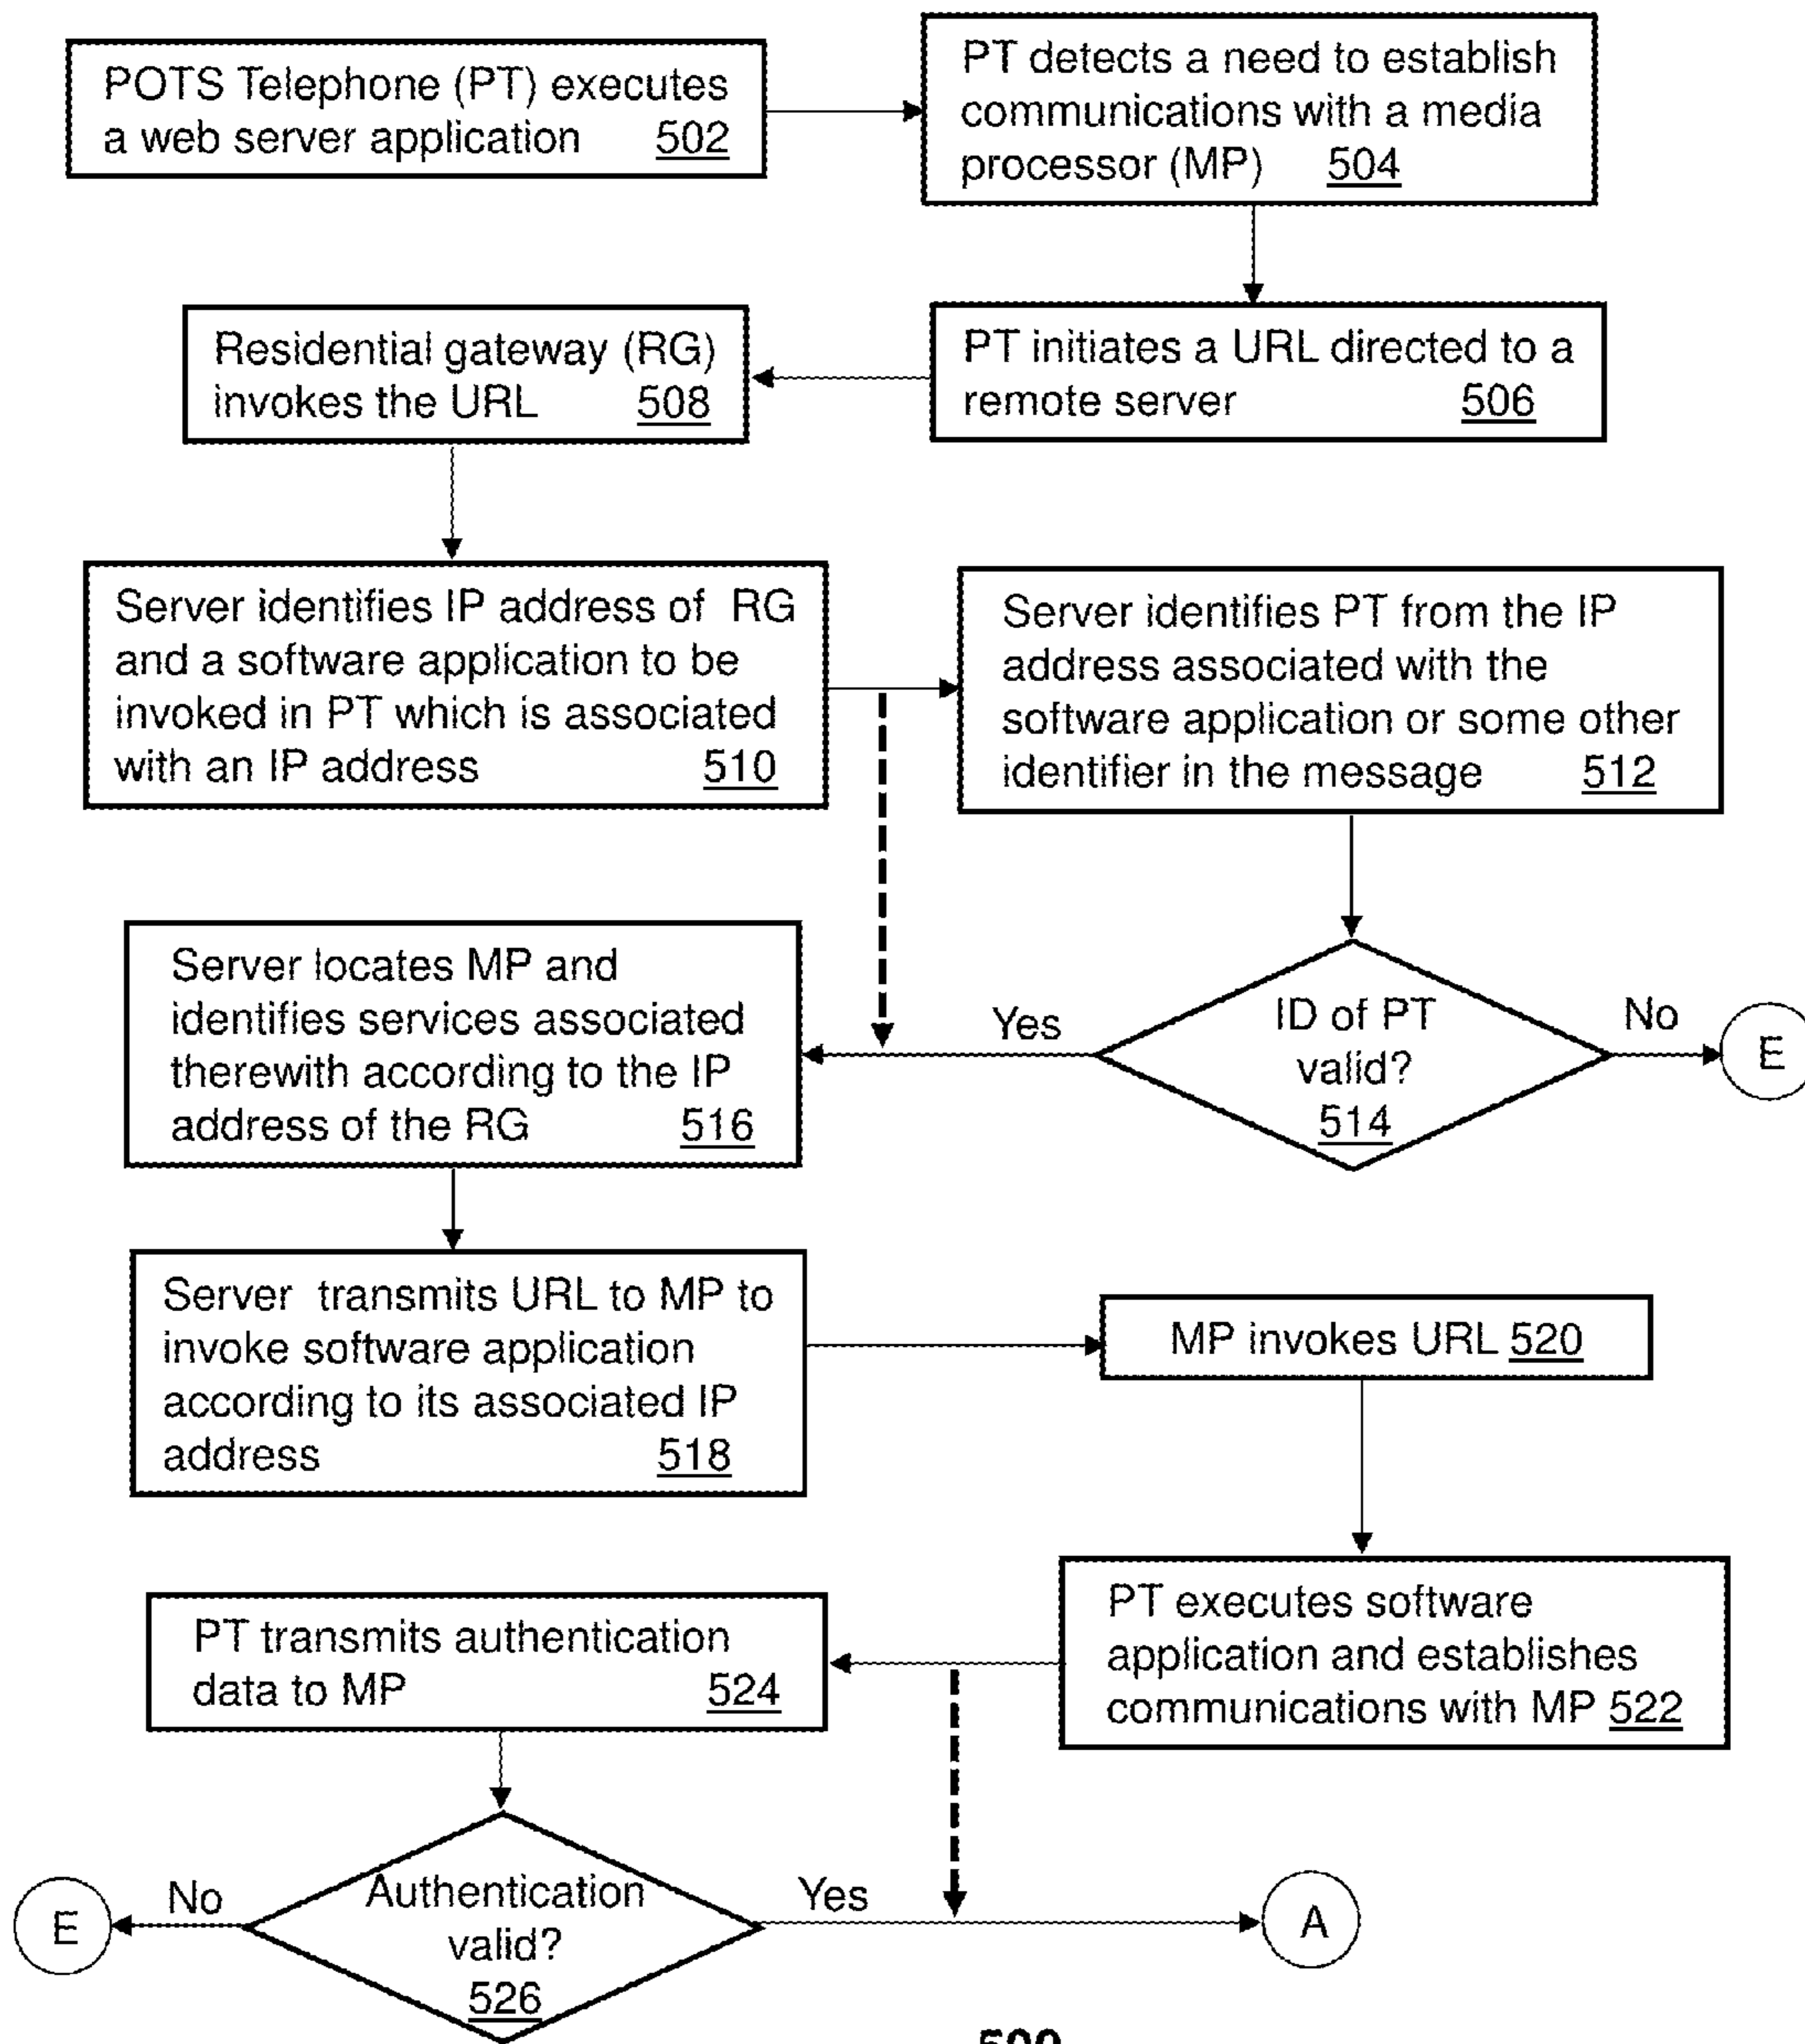 POTS Telephone (PT) executes
a web server application 502
PT detects a need to establish
communications with a media
processor (MP) 504
PT initiates a URL directed to a
remote server 506
Residential gateway (RG)
invokes the URL 508
Server identifies IP address of RG
and a software application to be
invoked in PT which is associated
with an IP address 510
Server identifies PT from the IP
address associated with the
software application or some other
identifier in the message 512
ID of PT
valid?
514
Yes
No
E
Server locates MP and
identifies services associated
therewith according to the IP
address of the RG 516
Server transmits URL to MP to
invoke software application
according to its associated IP
address 518
MP invokes URL 520
PT executes software
application and establishes
communications with MP 522
PT transmits authentication
data to MP 524
Authentication
valid?
526
No
E
Yes
A